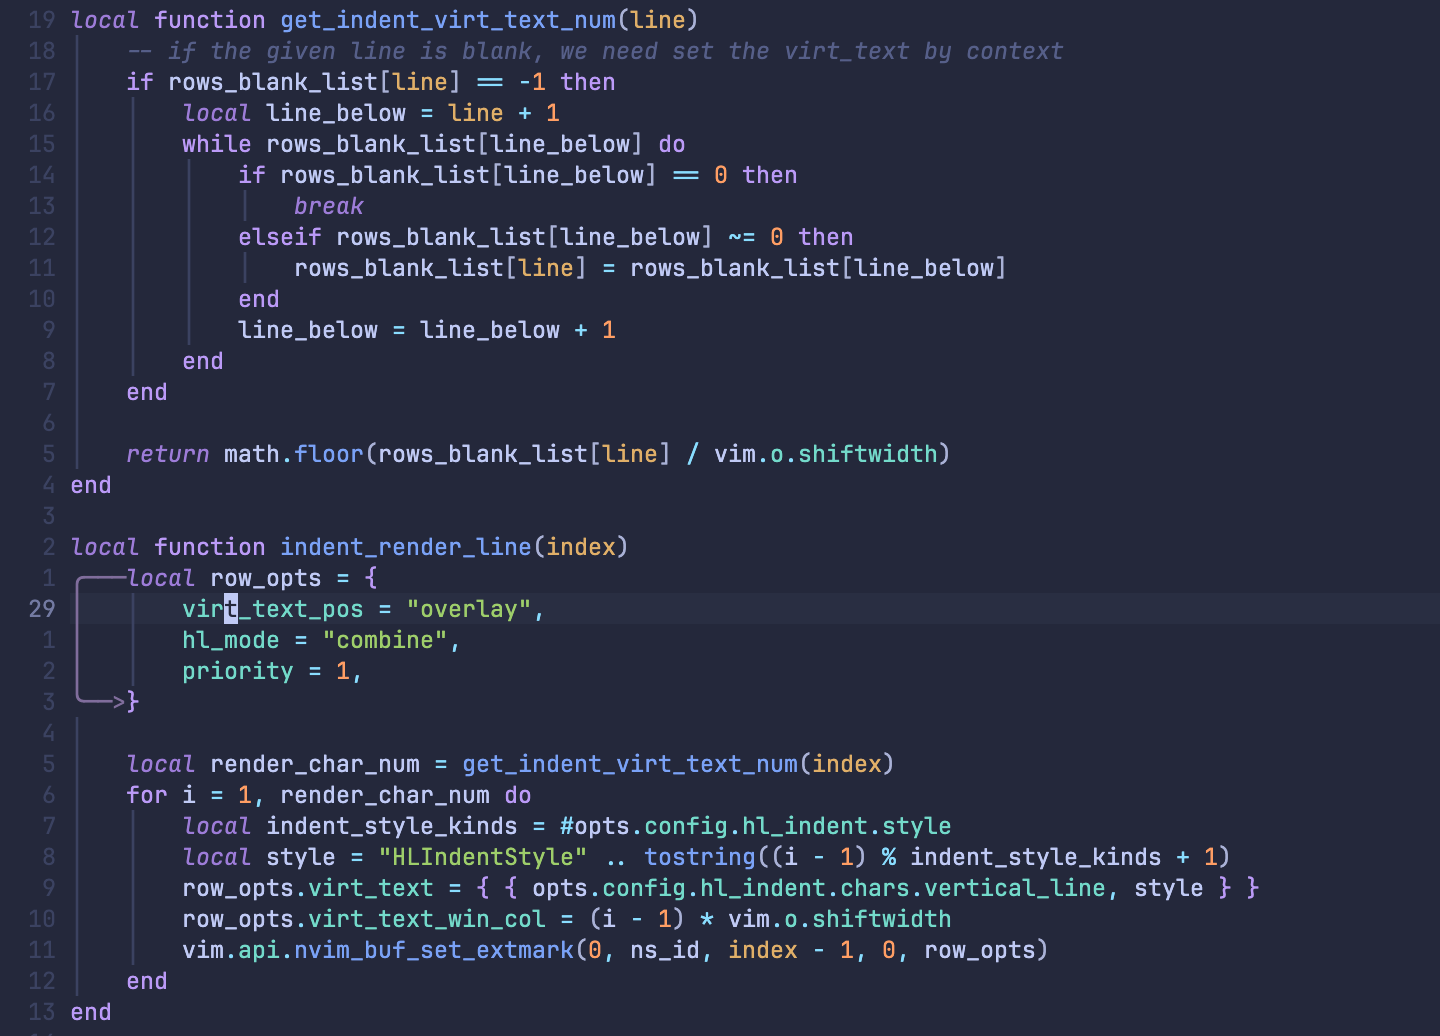 19 local function get_indent_virt_text_num(line)
18     -- if the given line is blank, we need set the virt_text by context
17     if rows_blank_list[line] == -1 then
16         local line_below = line + 1
15         while rows_blank_list[line_below] do
14             if rows_blank_list[line_below] == 0 then
13                 break
12             elseif rows_blank_list[line_below] ~= 0 then
11                 rows_blank_list[line] = rows_blank_list[line_below]
10             end
9             line_below = line_below + 1
8         end
7     end
6
5     return math.floor(rows_blank_list[line] / vim.o.shiftwidth)
4 end
3
2 local function indent_render_line(index)
1     local row_opts = {
29         virt_text_pos = "overlay",
1         hl_mode = "combine",
2         priority = 1,
3    >}
4
5     local render_char_num = get_indent_virt_text_num(index)
6     for i = 1, render_char_num do
7         local indent_style_kinds = #opts.config.hl_indent.style
8         local style = "HLIndentStyle" .. tostring((i - 1) % indent_style_kinds + 1)
9         row_opts.virt_text = { { opts.config.hl_indent.chars.vertical_line, style } }
10         row_opts.virt_text_win_col = (i - 1) * vim.o.shiftwidth
11         vim.api.nvim_buf_set_extmark(0, ns_id, index - 1, 0, row_opts)
12     end
13 end